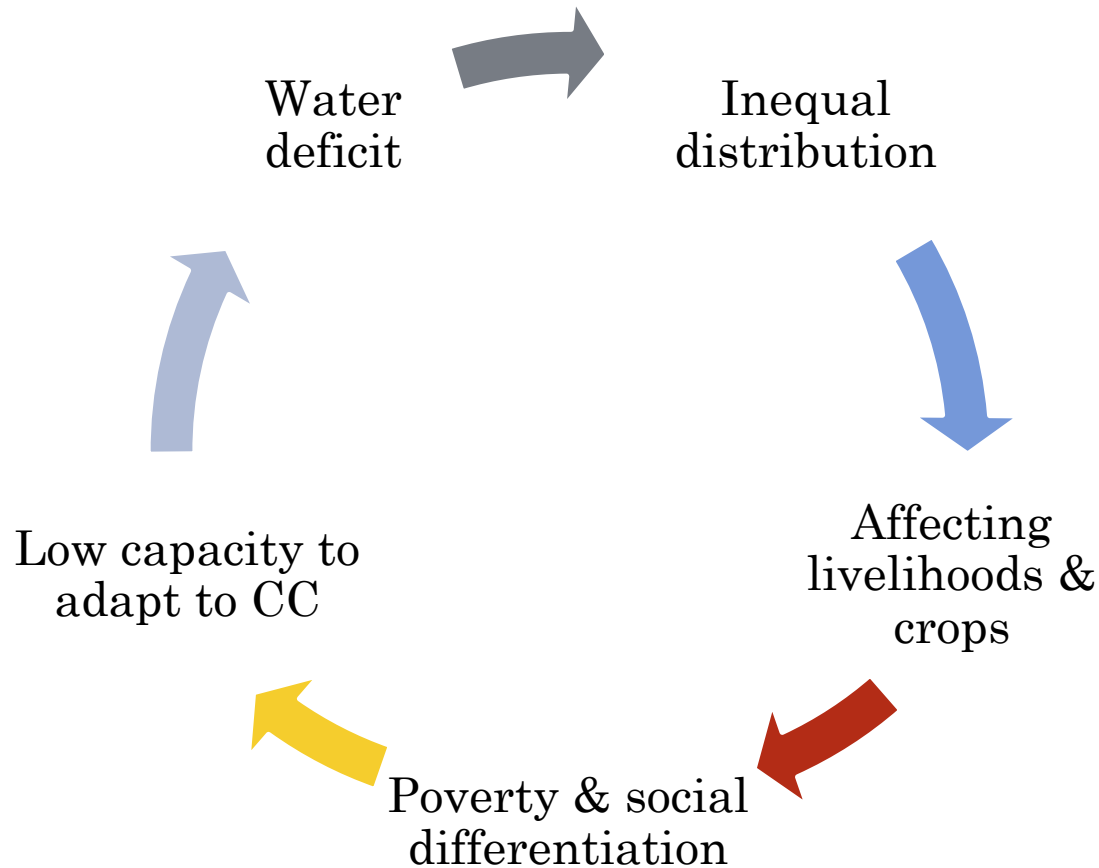 Water
deficit
Inequal
distribution
Affecting
livelihoods &
crops
Poverty & social
differentiation
Low capacity to
adapt to CC